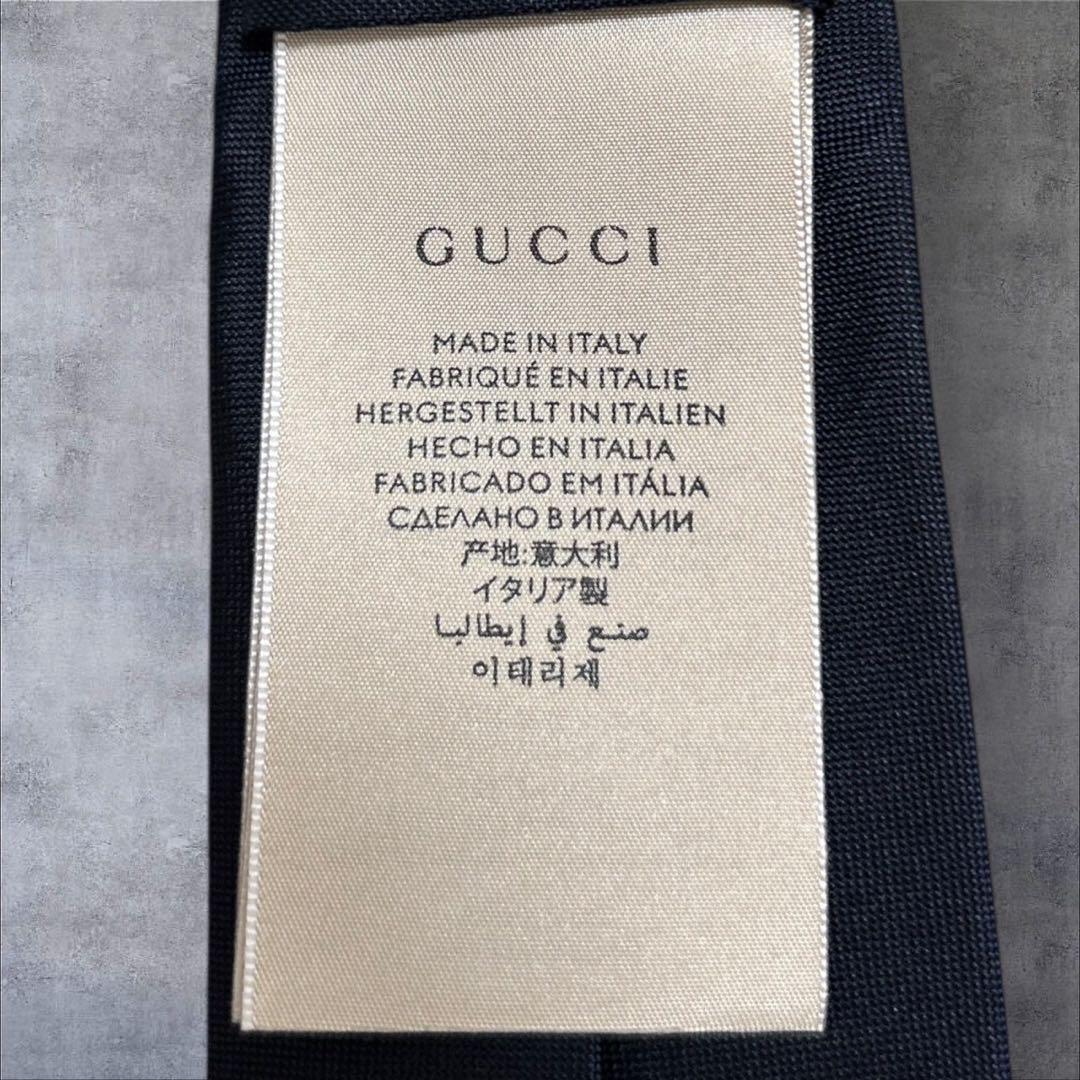 GUCCI
MADE IN ITALY
FABRIQUÉ EN ITALIE
HERGESTELLT IN ITALIEN
HECHO EN ITALIA
FABRICADO EM ITÁLIA
СДЕЛАНО В ИТАЛИИ
产地:意大利
イタリア製
صنع في إيطاليا
이태리제